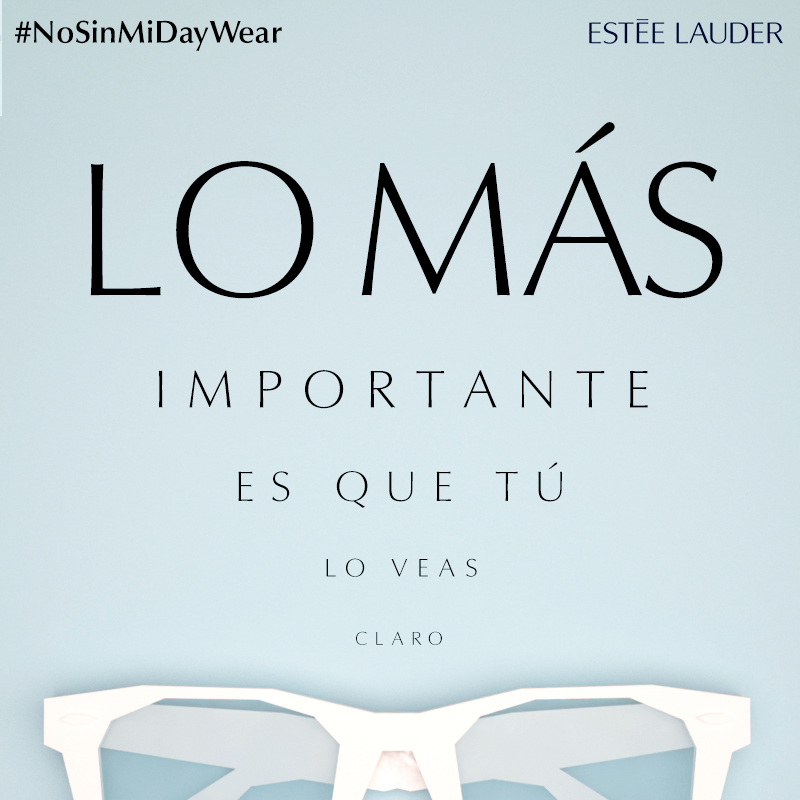 #NoSinMiDayWear
ESTĒE LAUDER
LO MÁS
IMPORTANTE
ES QUE TÚ
LO VEAS
CLARO